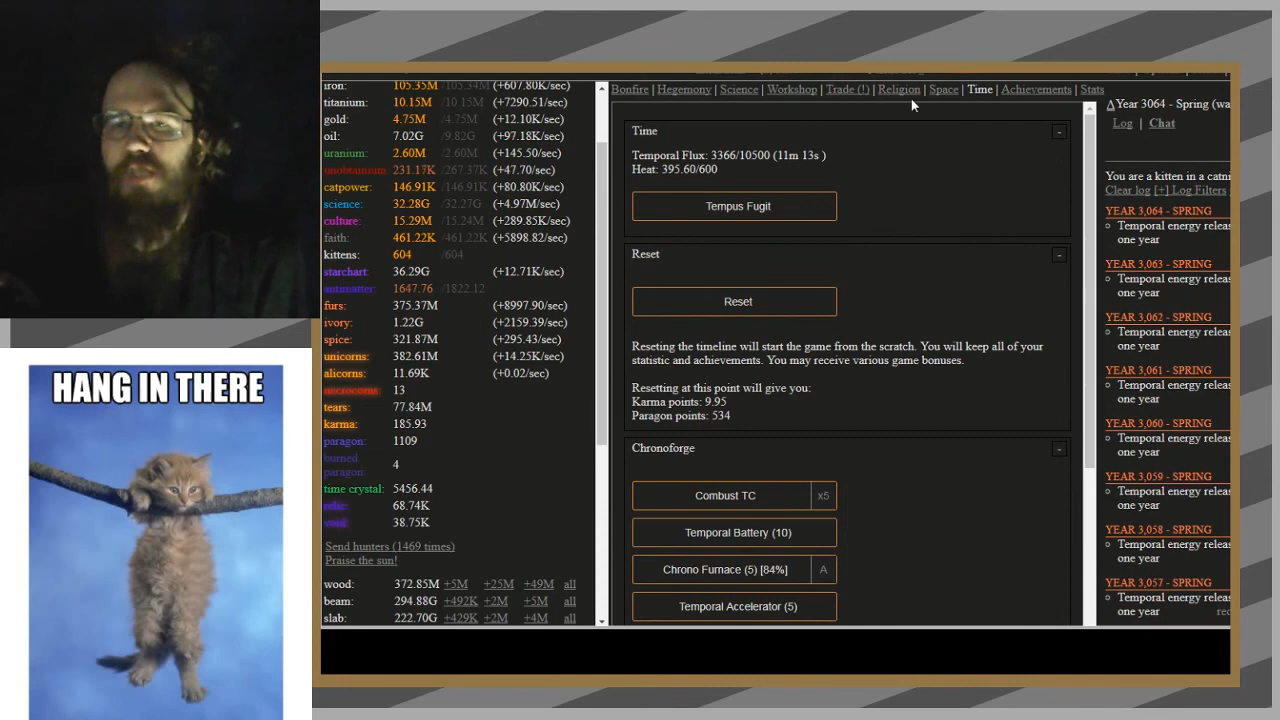 HANG IN THERE
iron: 105.35M /105.34M (+607.80K/sec)
titanium: 10.15M /10.15M (+7290.51/sec)
gold: 4.75M /4.75M (+12.10K/sec)
oil: 7.02G /9.82G (+97.18K/sec)
uranium: 2.60M /2.60M (+145.50/sec)
unobtainium: 231.17K /267.37K (+47.70/sec)
catpower: 146.91K /146.91K (+80.80K/sec)
science: 32.28G /32.27G (+4.97M/sec)
culture: 15.29M /15.24M (+289.85K/sec)
faith: 461.22K /461.22K (+5898.82/sec)
kittens: 604 /604
starchart: 36.29G (+12.71K/sec)
antimatter: 1647.76 /1822.12
furs: 375.37M (+8997.90/sec)
ivory: 1.22G (+2159.39/sec)
spice: 321.87M (+295.43/sec)
unicorns: 382.61M (+14.25K/sec)
alicorns: 11.69K (+0.02/sec)
necrocorns: 13
tears: 77.84M
karma: 185.93
paragon: 1109
burned
paragon: 4
time crystal: 5456.44
relic: 68.74K
void: 38.75K
Send hunters (1469 times)
Praise the sun!
wood: 372.85M +5M +25M +49M all
beam: 294.88G +492K +2M +5M all
slab: 222.70G +429K +2M +4M all
Bonfire | Hegemony | Science | Workshop | Trade (!) | Religion | Space | Time | Achievements | Stats
Time -
Temporal Flux: 3366/10500 (11m 13s )
Heat: 395.60/600
Tempus Fugit
Reset -
Reset
Resetting the timeline will start the game from the scratch. You will keep all of your
statistic and achievements. You may receive various game bonuses.
Resetting at this point will give you:
Karma points: 9.95
Paragon points: 534
Chronoforge -
Combust TC x5
Temporal Battery (10)
Chrono Furnace (5) [84%] A
Temporal Accelerator (5)
Year 3064 - Spring (wa
Log | Chat
You are a kitten in a catni
Clear log [+] Log Filters
YEAR 3,064 - SPRING
Temporal energy releas
one year
YEAR 3,063 - SPRING
Temporal energy releas
one year
YEAR 3,062 - SPRING
Temporal energy releas
one year
YEAR 3,061 - SPRING
Temporal energy releas
one year
YEAR 3,060 - SPRING
Temporal energy releas
one year
YEAR 3,059 - SPRING
Temporal energy releas
one year
YEAR 3,058 - SPRING
Temporal energy releas
one year
YEAR 3,057 - SPRING
Temporal energy releas
one year